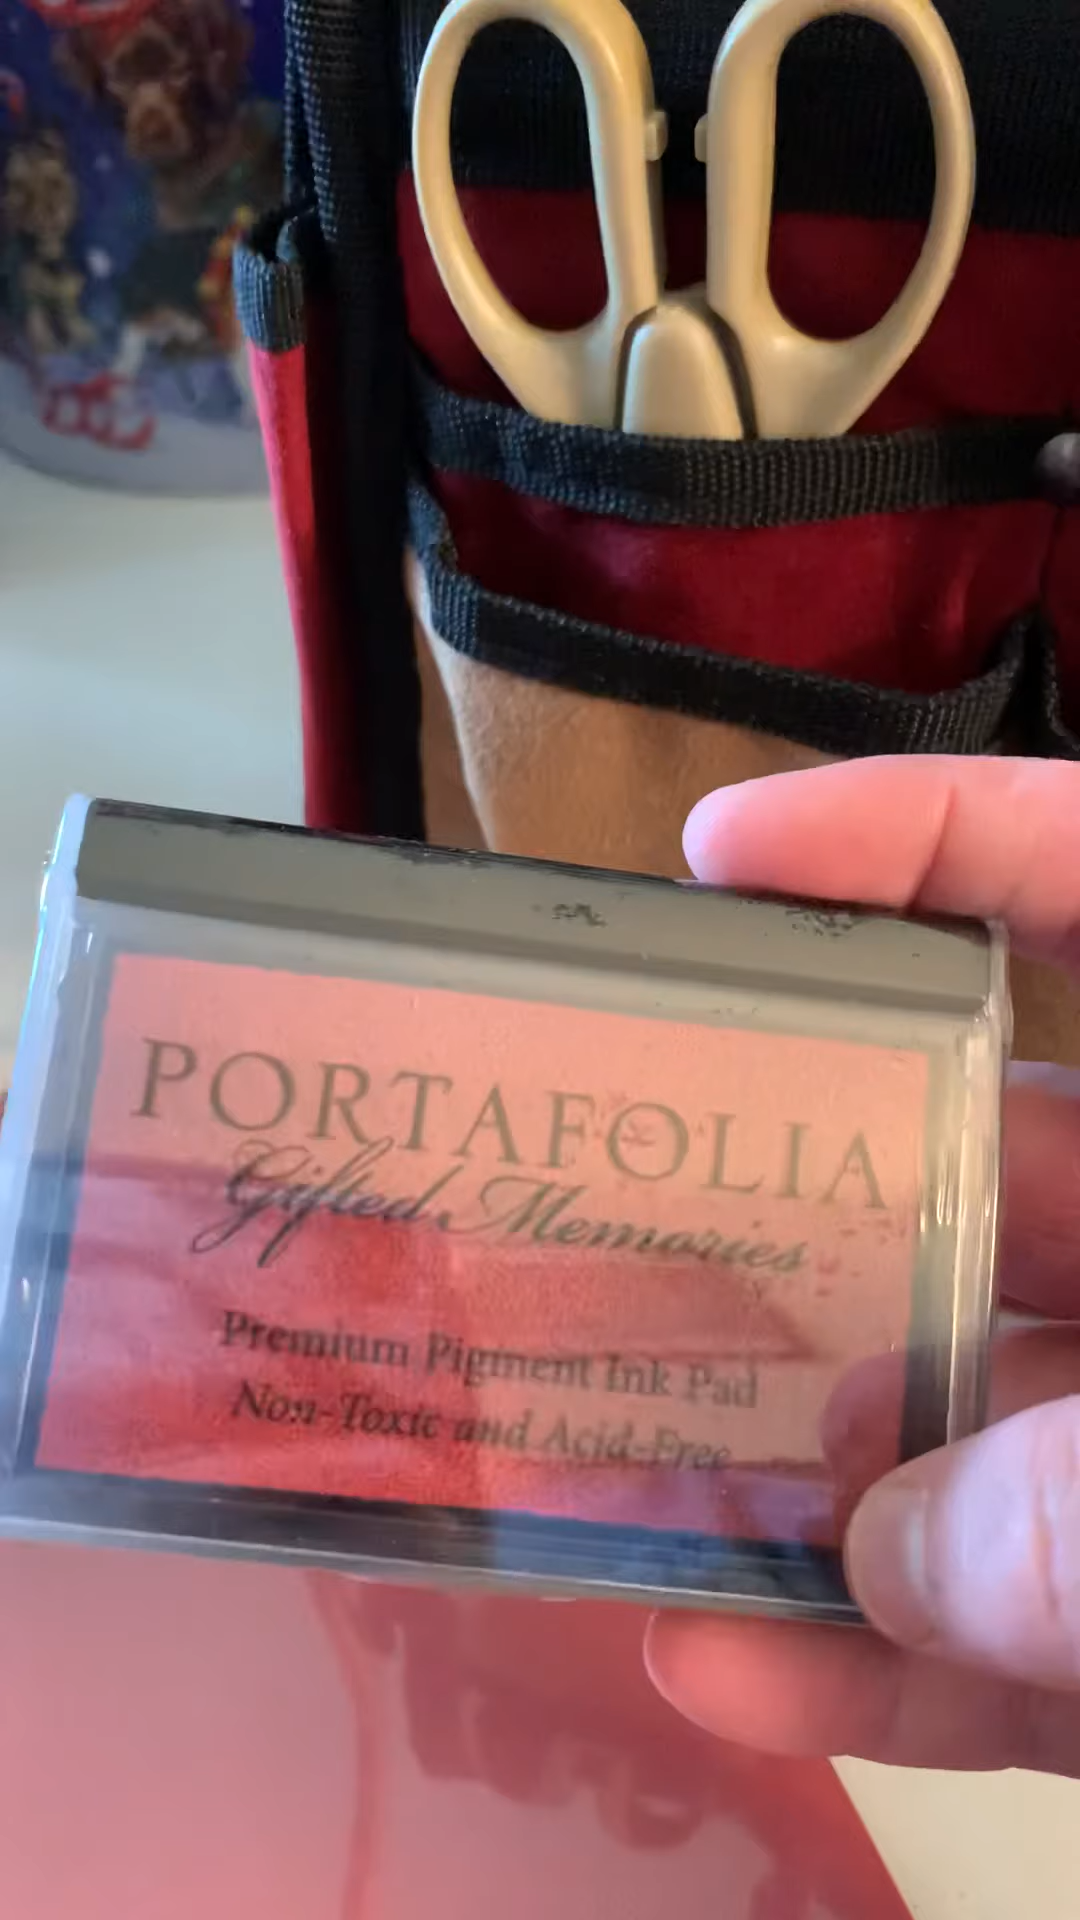 PORTAFOLIA
Gifted Memories
Premium Pigment Ink Pad
Non-Toxic and Acid-Free